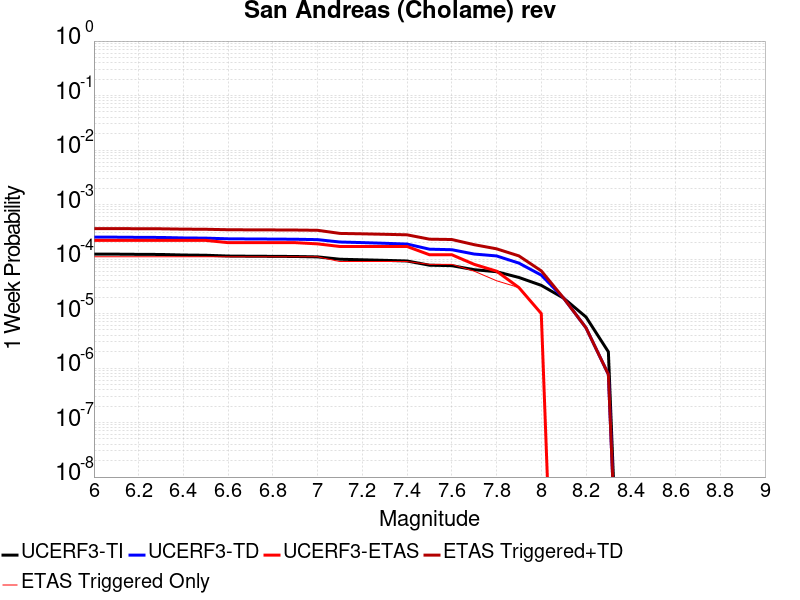 San Andreas (Cholame) rev
10^0
10^-1
10^-2
10^-3
10^-4
10^-5
10^-6
10^-7
10^-8
1 Week Probability
6 6.2 6.4 6.6 6.8 7 7.2 7.4 7.6 7.8 8 8.2 8.4 8.6 8.8 9
Magnitude
UCERF3-TI UCERF3-TD UCERF3-ETAS ETAS Triggered+TD
ETAS Triggered Only